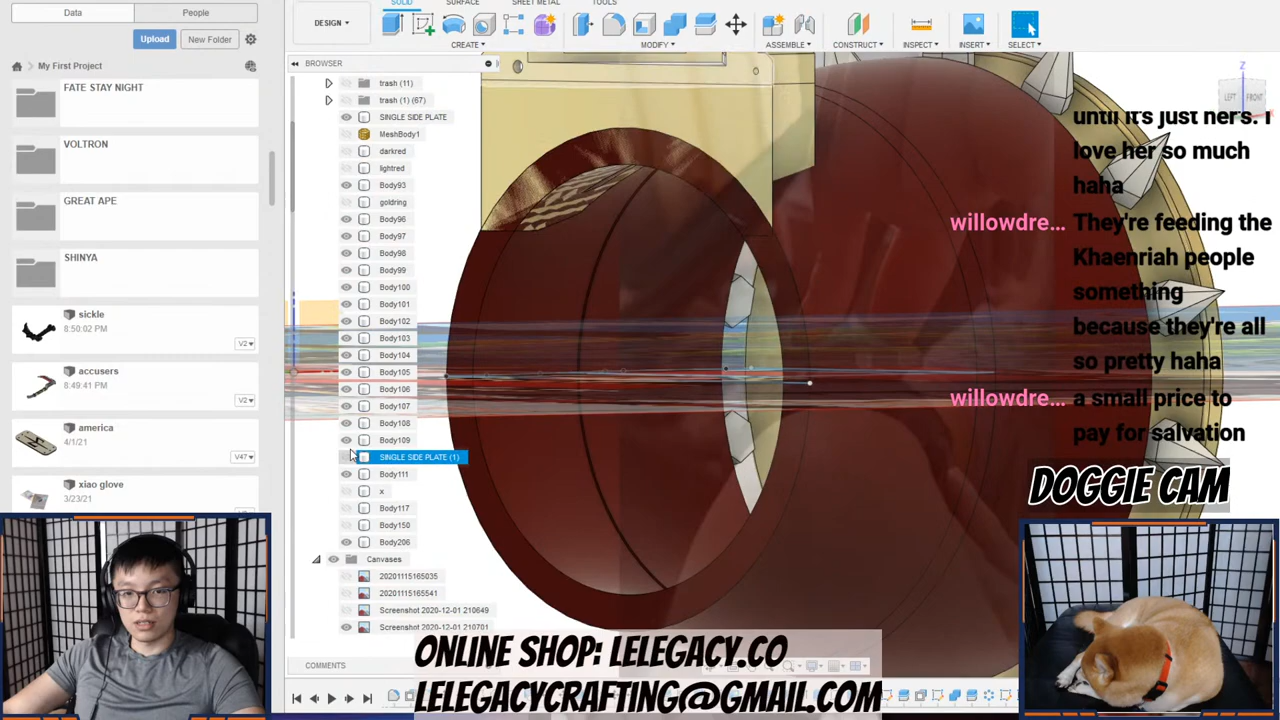 Data
People
Upload
New Folder
My First Project
FATE STAY NIGHT
VOLTRON
GREAT APE
SHINYA
sickle
8:50:02 PM
V2
accusers
8:49:41 PM
V2
america
4/1/21
V47
xiao glove
3/23/21
DESIGN
SOLID
SURFACE
SHEET METAL
TOOLS
CREATE
MODIFY
ASSEMBLE
CONSTRUCT
INSPECT
INSERT
SELECT
BROWSER
trash (11)
trash (1) (67)
SINGLE SIDE PLATE
MeshBody1
darkred
lightred
Body93
goldring
Body96
Body97
Body98
Body99
Body100
Body101
Body102
Body103
Body104
Body105
Body106
Body107
Body108
Body109
SINGLE SIDE PLATE (1)
Body111
x
Body117
Body150
Body206
Canvases
20201115165035
20201115165541
Screenshot 2020-12-01 210649
Screenshot 2020-12-01 210701
COMMENTS
Z
LEFT
FRONT
until it's just her's. I
love her so much
haha
willowdre... They're feeding the
Khaenriah people
something
because they're all
so pretty haha
willowdre... a small price to
pay for salvation
DOGGIE CAM
ONLINE SHOP: LELEGACY.CO
LELEGACYCRAFTING@GMAIL.COM